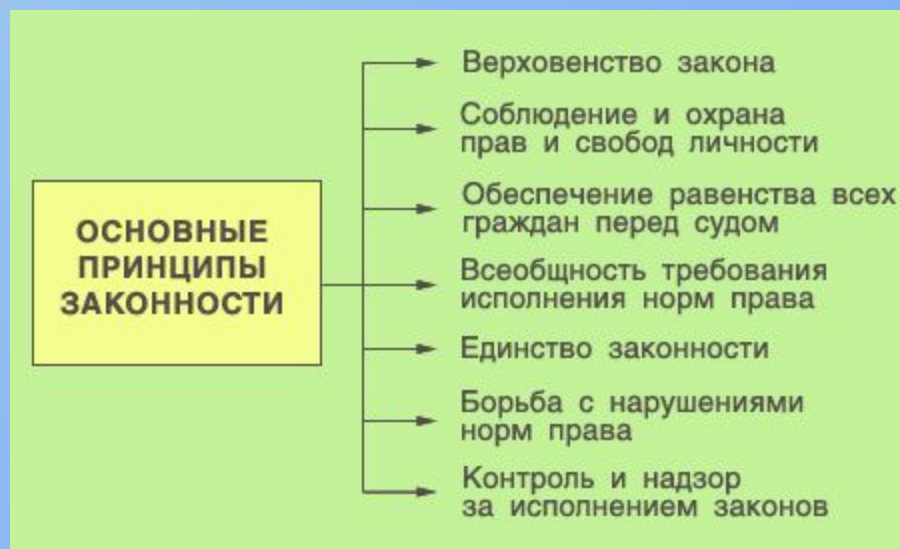 ОСНОВНЫЕ
ПРИНЦИПЫ
ЗАКОННОСТИ
Верховенство закона
Соблюдение и охрана
прав и свобод личности
Обеспечение равенства всех
граждан перед судом
Всеобщность требования
исполнения норм права
Единство законности
Борьба с нарушениями
норм права
Контроль и надзор
за исполнением законов